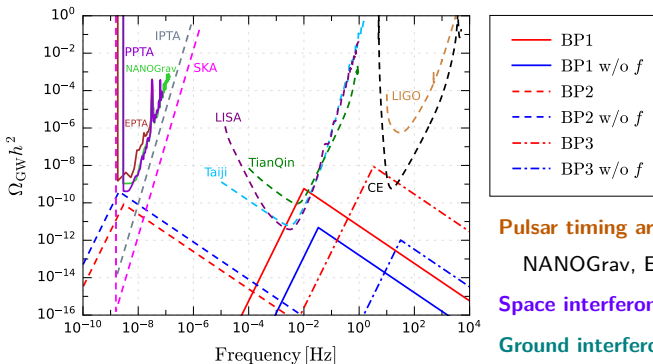 10^0
10^-2
10^-4
10^-6
10^-8
10^-10
10^-12
10^-14
10^-16
Ω_GW h^2
IPTA
PPTA
NANOGrav
SKA
EPTA
LISA
Taiji
TianQin
LIGO
CE
10^-10
10^-8
10^-6
10^-4
10^-2
10^0
10^2
10^4
Frequency [Hz]
BP1
BP1 w/o f
BP2
BP2 w/o f
BP3
BP3 w/o f
Pulsar timing ar
NANOGrav, E
Space interferon
Ground interfero